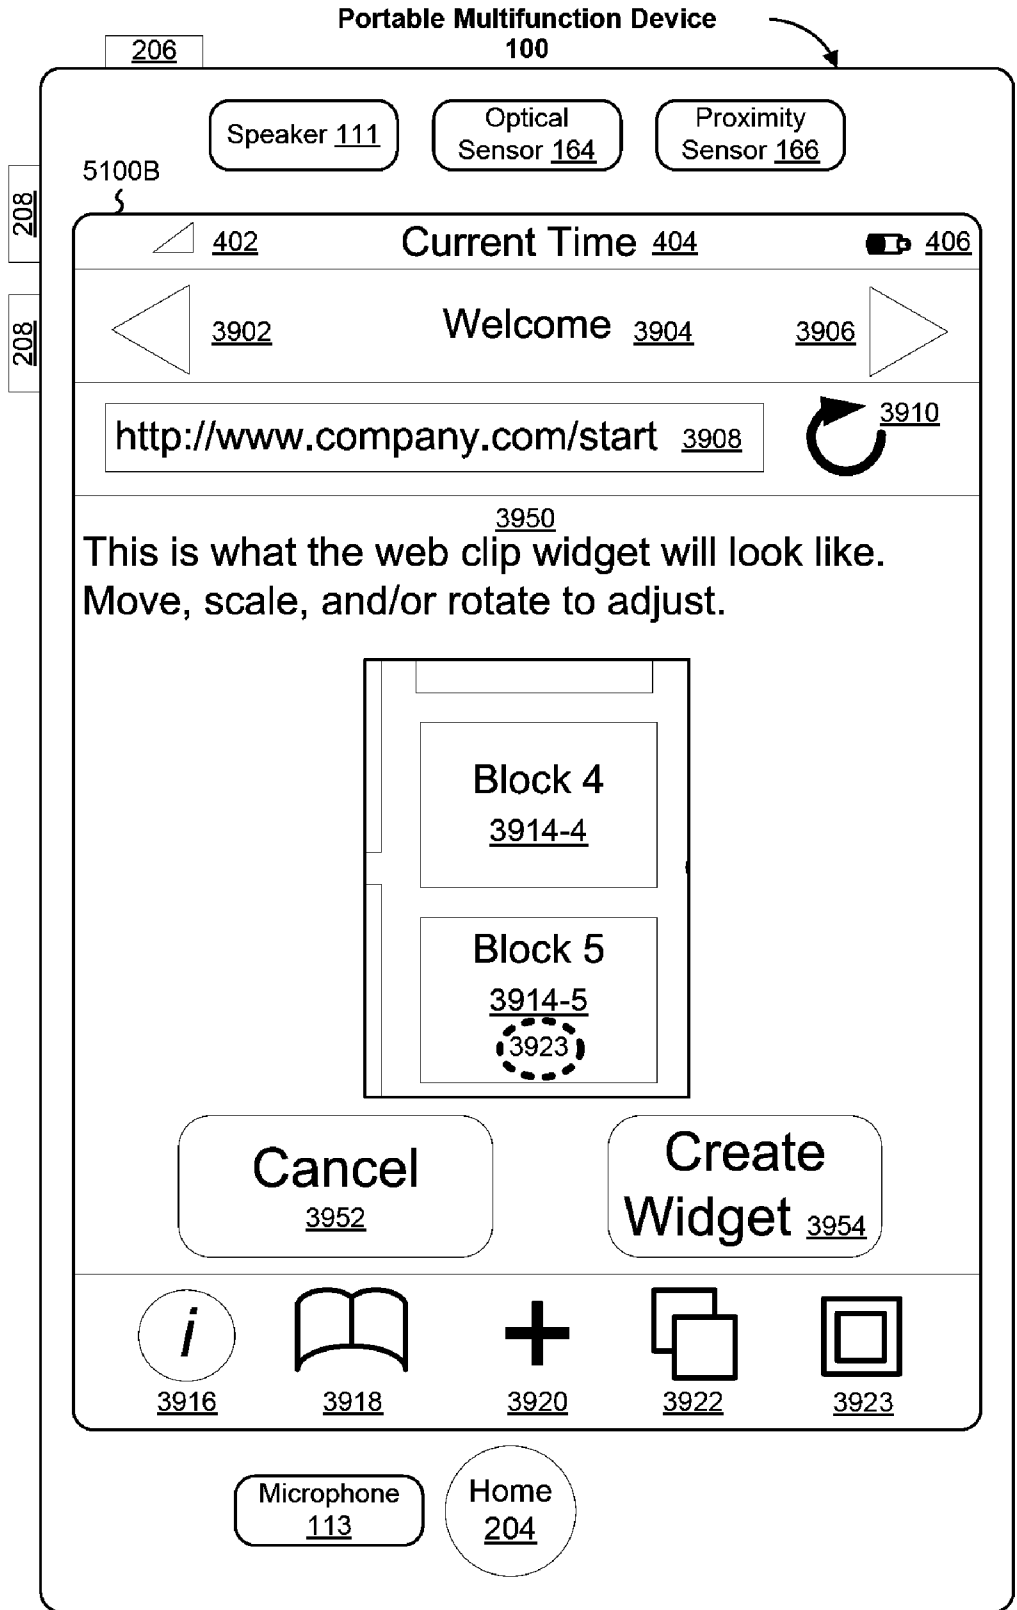 Portable Multifunction Device
100
206
Speaker 111
Optical
Sensor 164
Proximity
Sensor 166
5100B
208
208
402
Current Time 404
406
3902
Welcome 3904
3906
http://www.company.com/start 3908
3910
3950
This is what the web clip widget will look like.
Move, scale, and/or rotate to adjust.
Block 4
3914-4
Block 5
3914-5
3923
Cancel
3952
Create
Widget 3954
i
3916
3918
3920
3922
3923
Microphone
113
Home
204